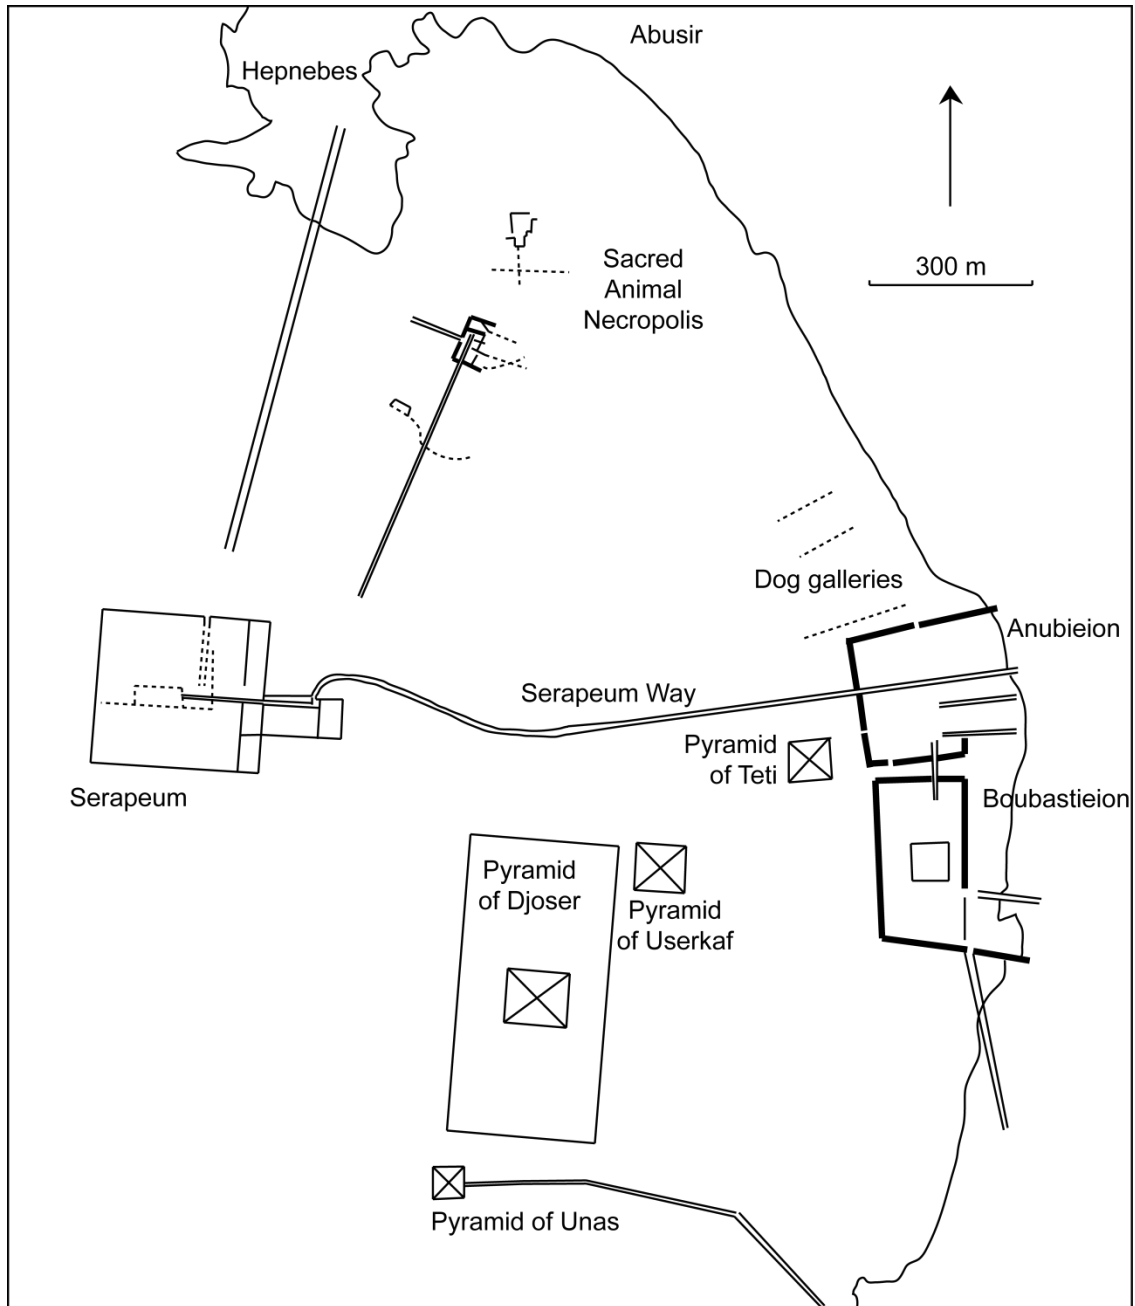 Abusir
Hepnebes
300 m
Sacred
Animal
Necropolis
Dog galleries
Anubieion
Serapeum Way
Pyramid
of Teti
Serapeum
Boubastieion
Pyramid
of Djoser
Pyramid
of Userkaf
Pyramid of Unas